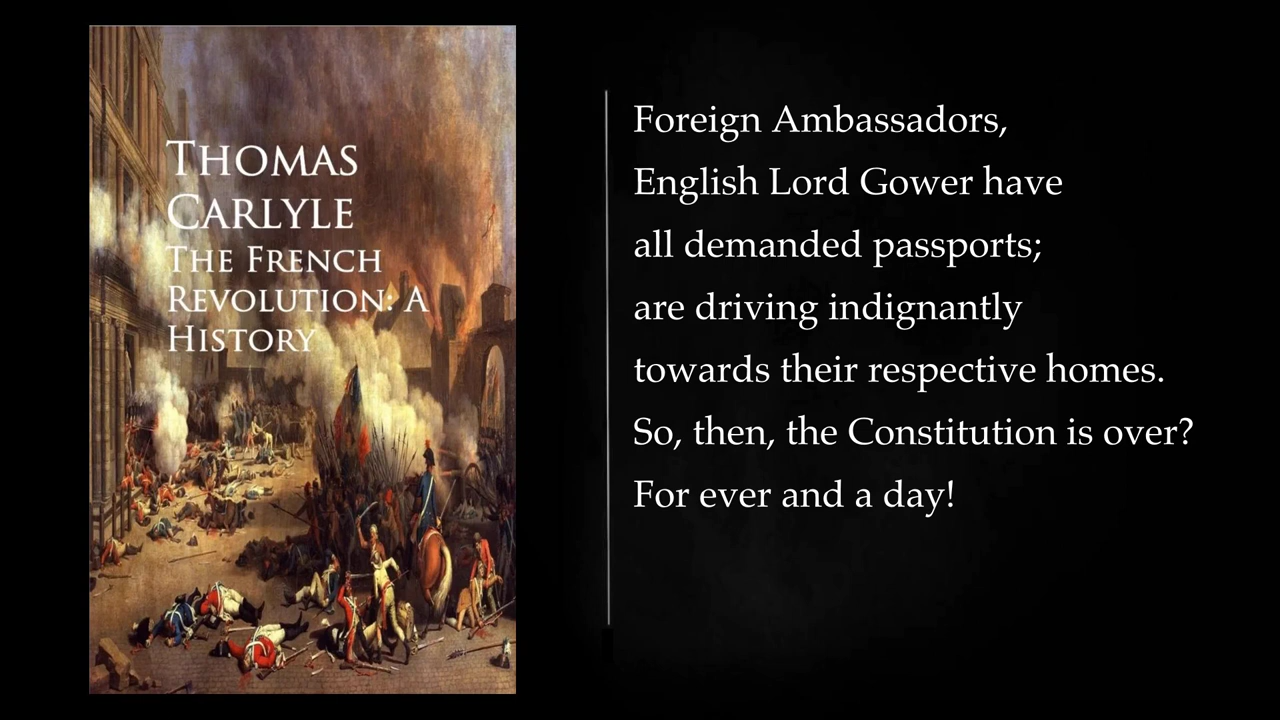 THOMAS
CARLYLE
THE FRENCH
REVOLUTION: A
HISTORY
Foreign Ambassadors,
English Lord Gower have
all demanded passports;
are driving indignantly
towards their respective homes.
So, then, the Constitution is over?
For ever and a day!